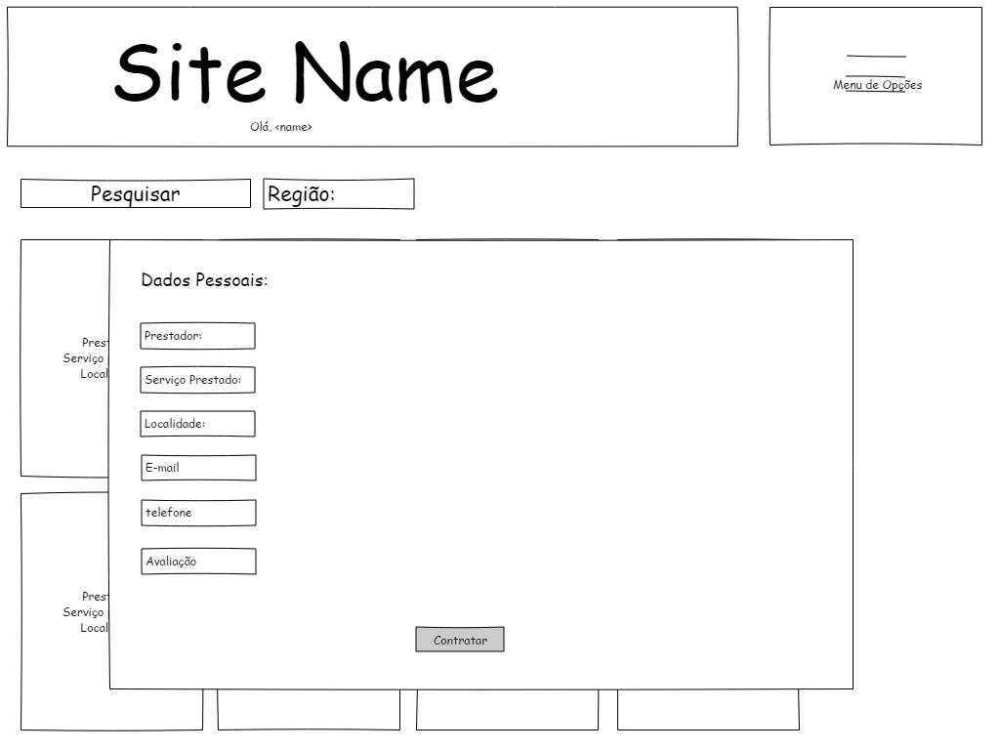 Site Name
Olá, <name>
Menu de Opções
Pesquisar
Região:
Dados Pessoais:
Prestador:
Serviço Prestado:
Localidade:
E-mail
telefone
Avaliação
Contratar
Prest
Serviço
Local
Prest
Serviço
Local